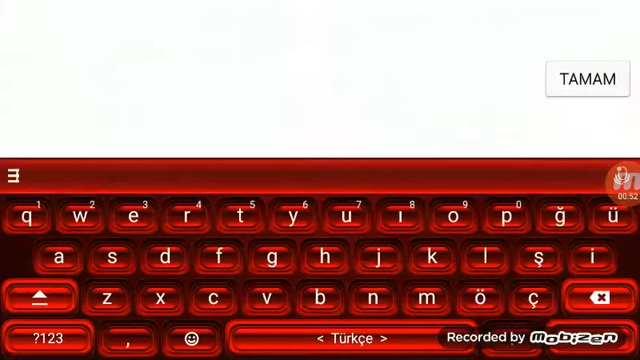 TAMAM
00:52
q1 w2 e3 r4 t5 y6 u7 ı8 o9 p0 ğ ü
a s d f g h j k l ş i
z x c v b n m ö ç
?123 , < Türkçe > Recorded by mobizen